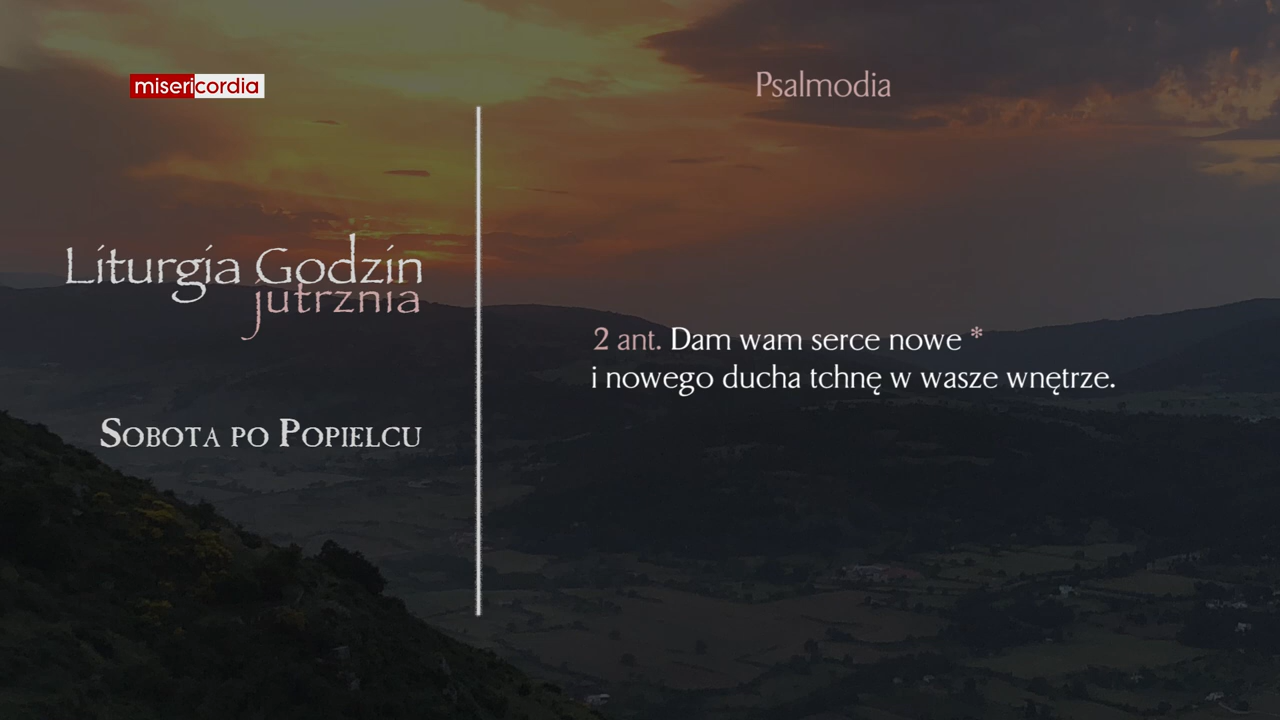 misericordia
Psalmodia
Liturgia Godzin
jutrznia
Sobota po Popielcu
2 ant. Dam wam serce nowe *
i nowego ducha tchnę w wasze wnętrze.